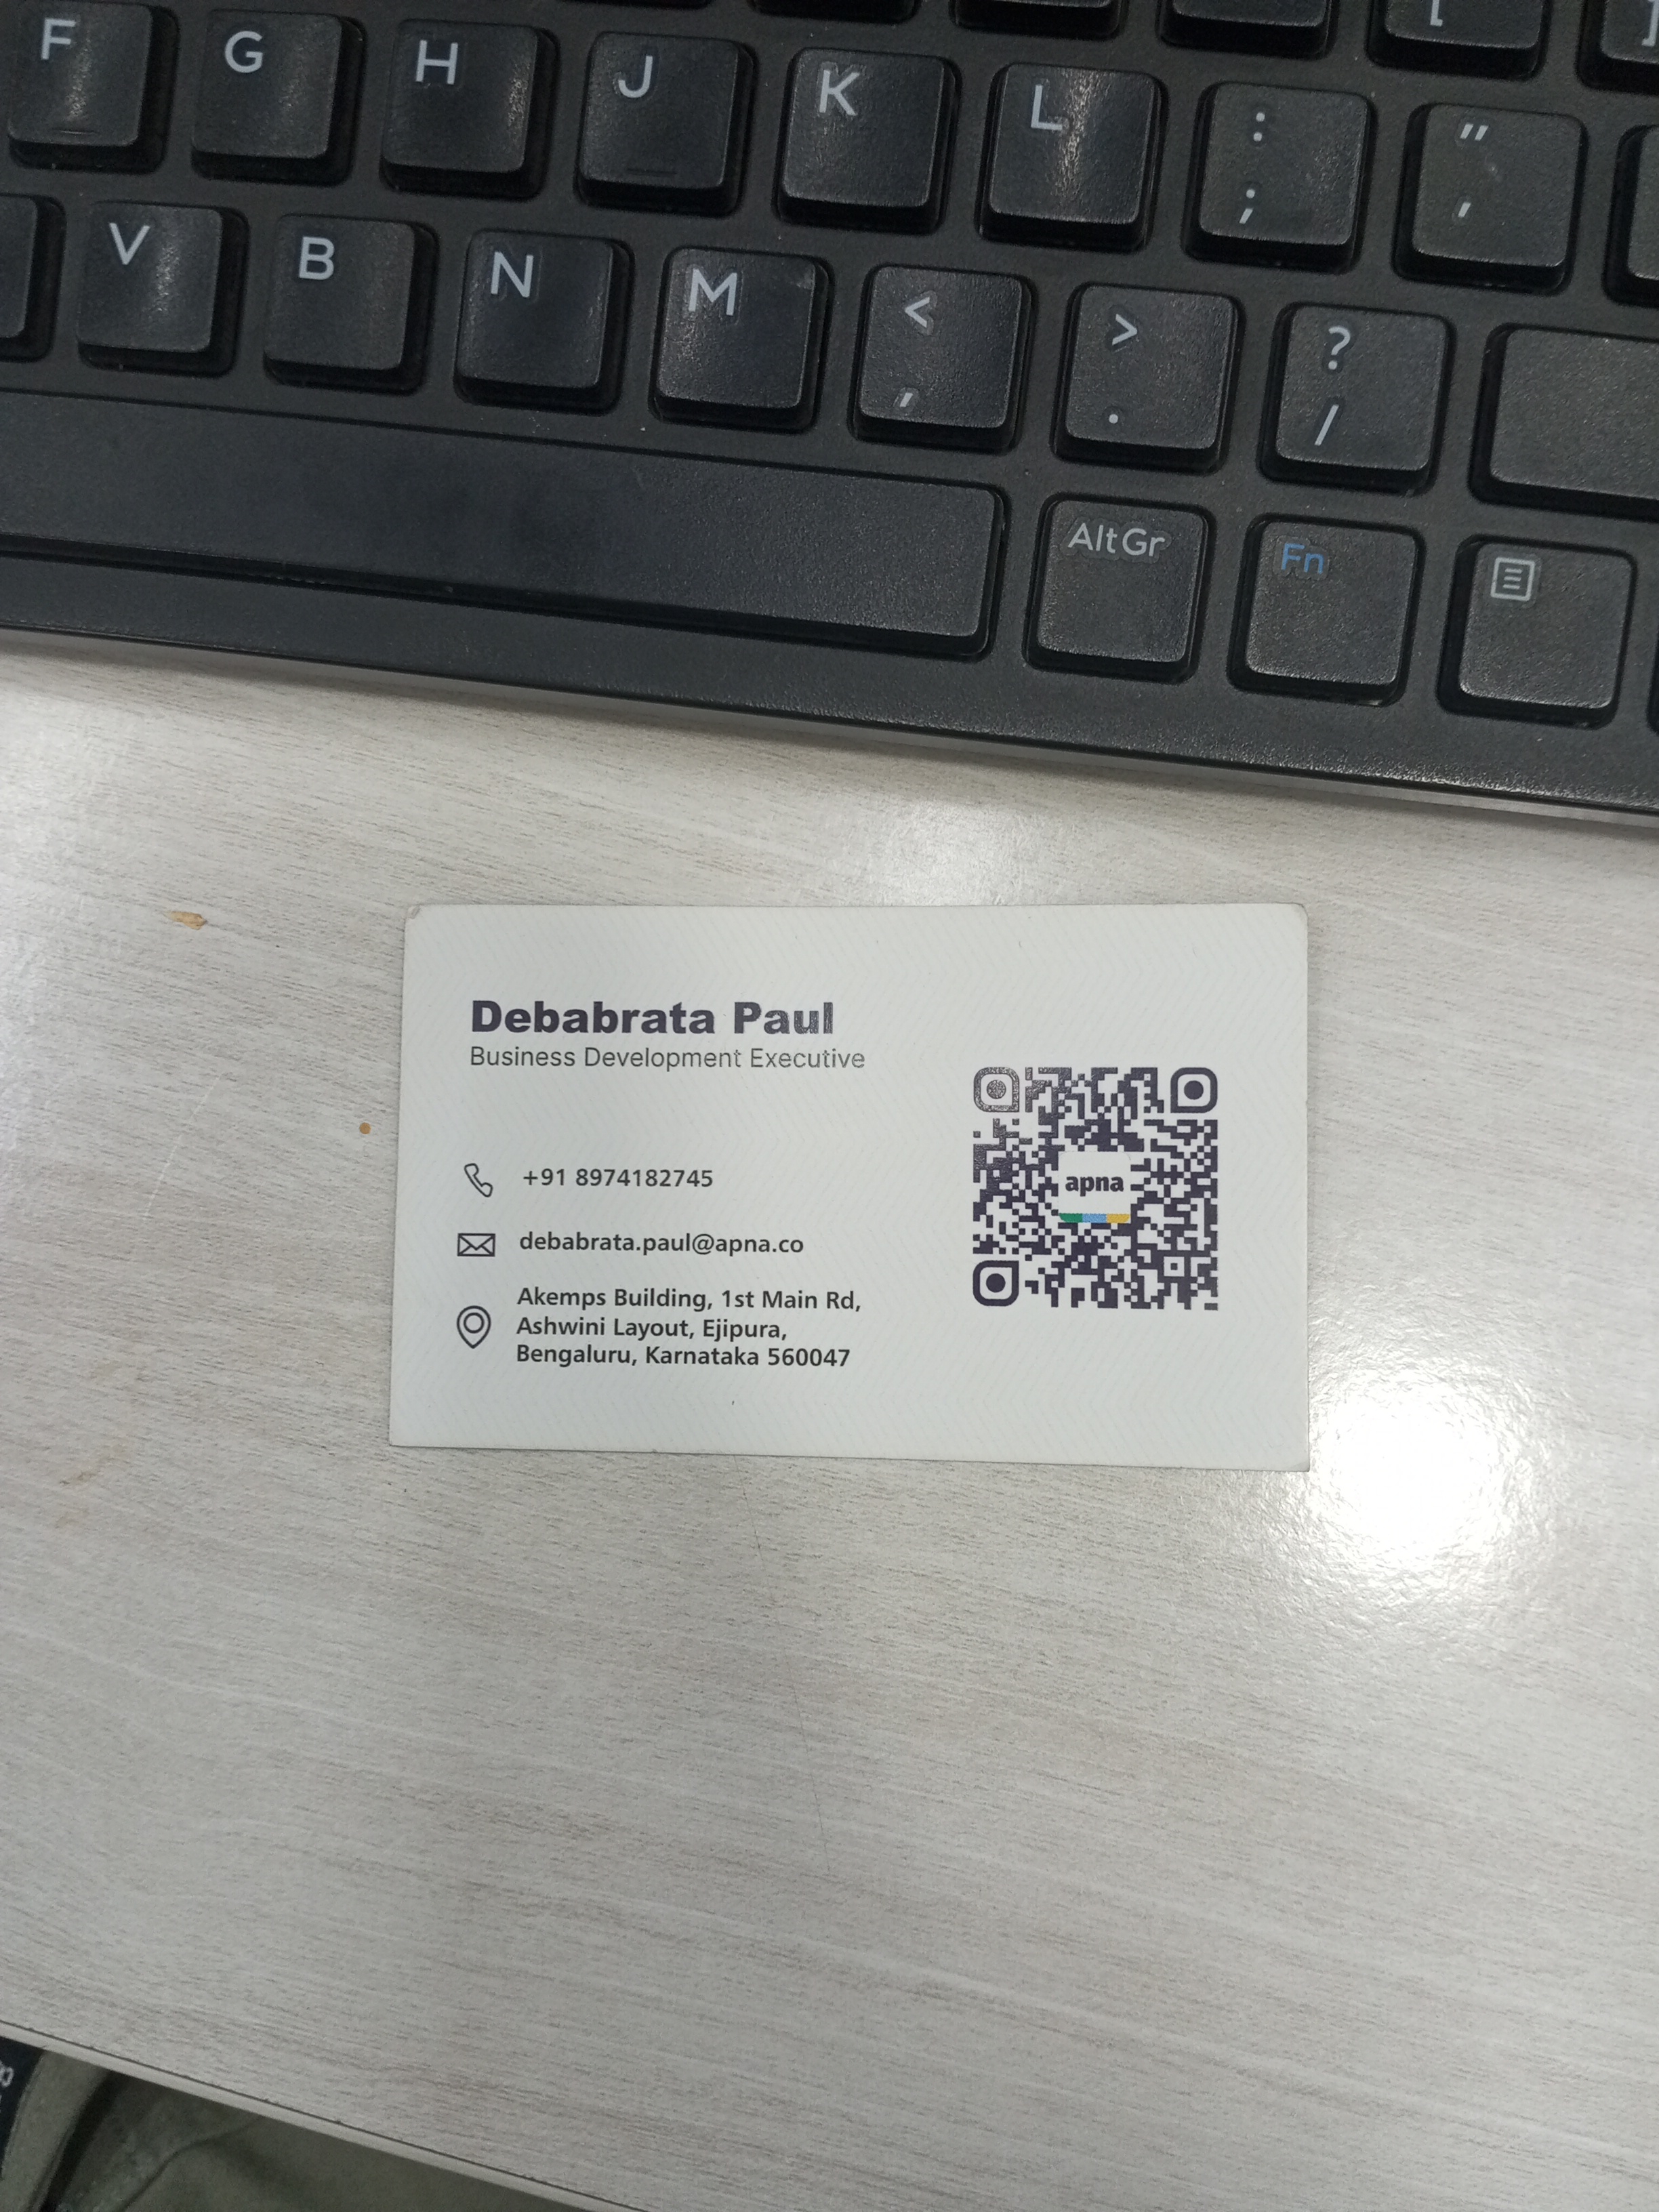 F G H J K L : ; " '
V B N M < , > . ? /
AltGr Fn
Debabrata Paul
Business Development Executive
+91 8974182745
debabrata.paul@apna.co
Akemps Building, 1st Main Rd,
Ashwini Layout, Ejipura,
Bengaluru, Karnataka 560047
apna